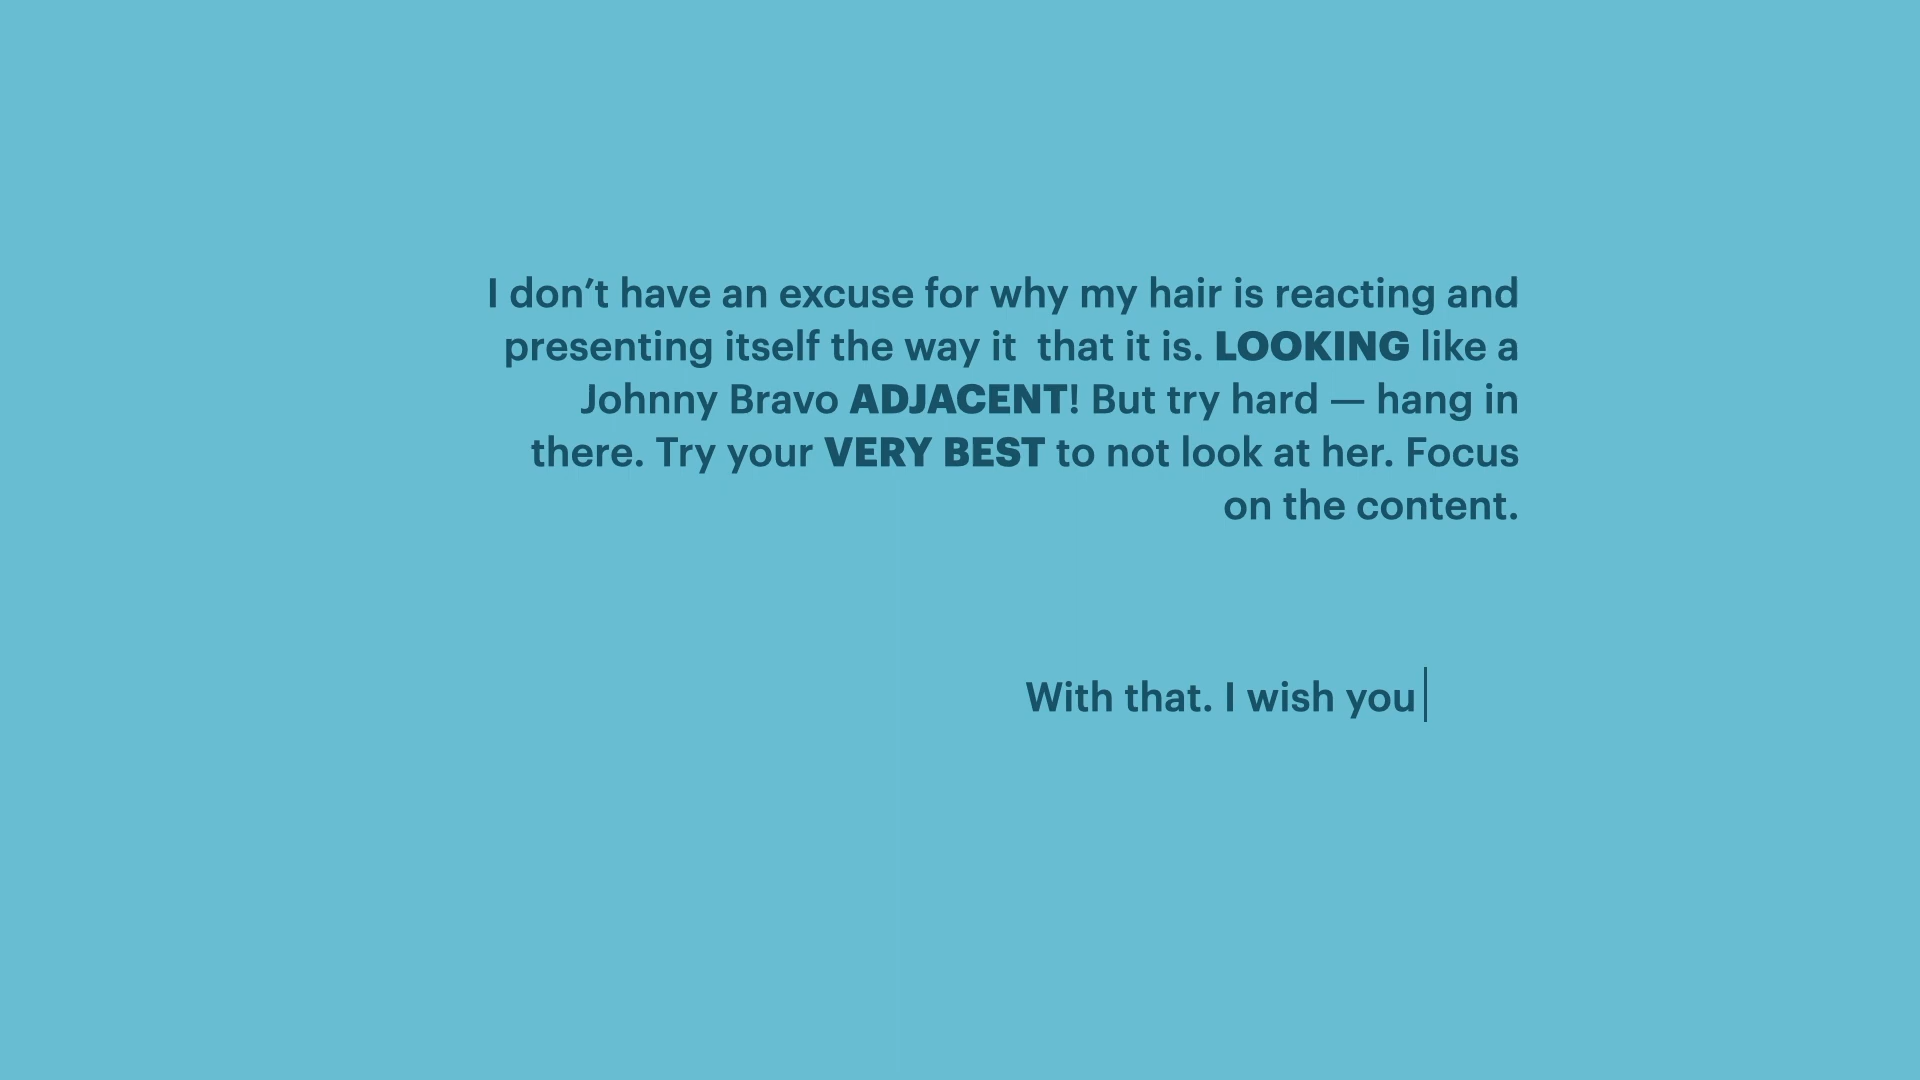 I don’t have an excuse for why my hair is reacting and
presenting itself the way it  that it is. LOOKING like a
Johnny Bravo ADJACENT! But try hard — hang in
there. Try your VERY BEST to not look at her. Focus
on the content.
With that. I wish you